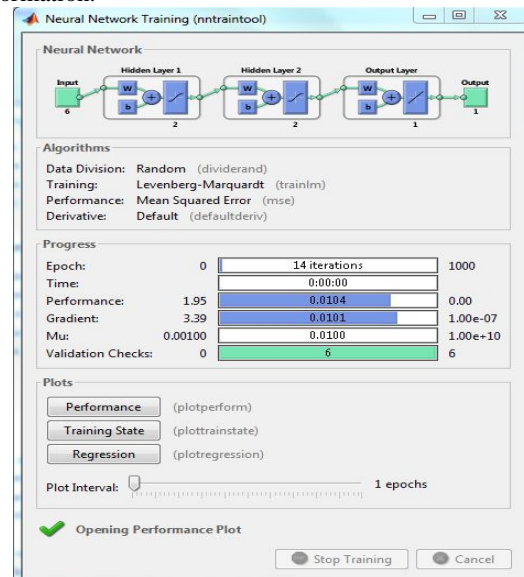 ormation.
Neural Network Training (nntraintool)
Neural Network
Hidden Layer 1 Hidden Layer 2 Output Layer
Input Output
W W W
b b b
6 2 2 1 1
Algorithms
Data Division: Random (dividerand)
Training: Levenberg-Marquardt (trainlm)
Performance: Mean Squared Error (mse)
Derivative: Default (defaultderiv)
Progress
Epoch: 0 14 iterations 1000
Time: 0:00:00
Performance: 1.95 0.0104 0.00
Gradient: 3.39 0.0101 1.00e-07
Mu: 0.00100 0.0100 1.00e+10
Validation Checks: 0 6 6
Plots
Performance (plotperform)
Training State (plottrainstate)
Regression (plotregression)
Plot Interval: 1 epochs
Opening Performance Plot
Stop Training Cancel